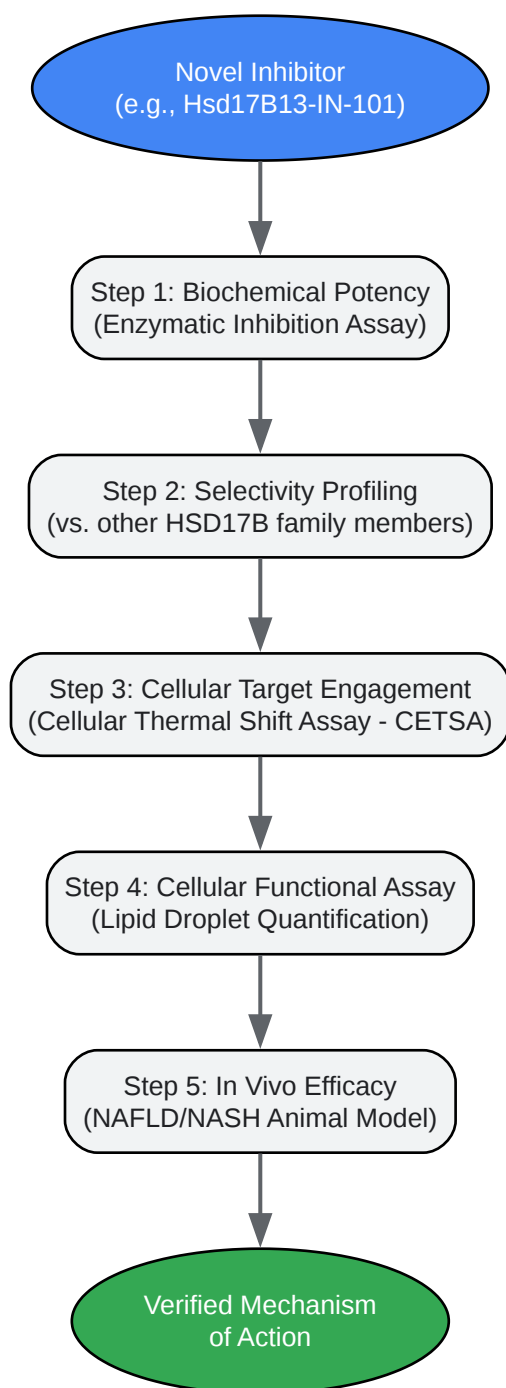 Novel Inhibitor
(e.g., Hsd17B13-IN-101)
Step 1: Biochemical Potency
(Enzymatic Inhibition Assay)
Step 2: Selectivity Profiling
(vs. other HSD17B family members)
Step 3: Cellular Target Engagement
(Cellular Thermal Shift Assay - CETSA)
Step 4: Cellular Functional Assay
(Lipid Droplet Quantification)
Step 5: In Vivo Efficacy
(NAFLD/NASH Animal Model)
Verified Mechanism
of Action